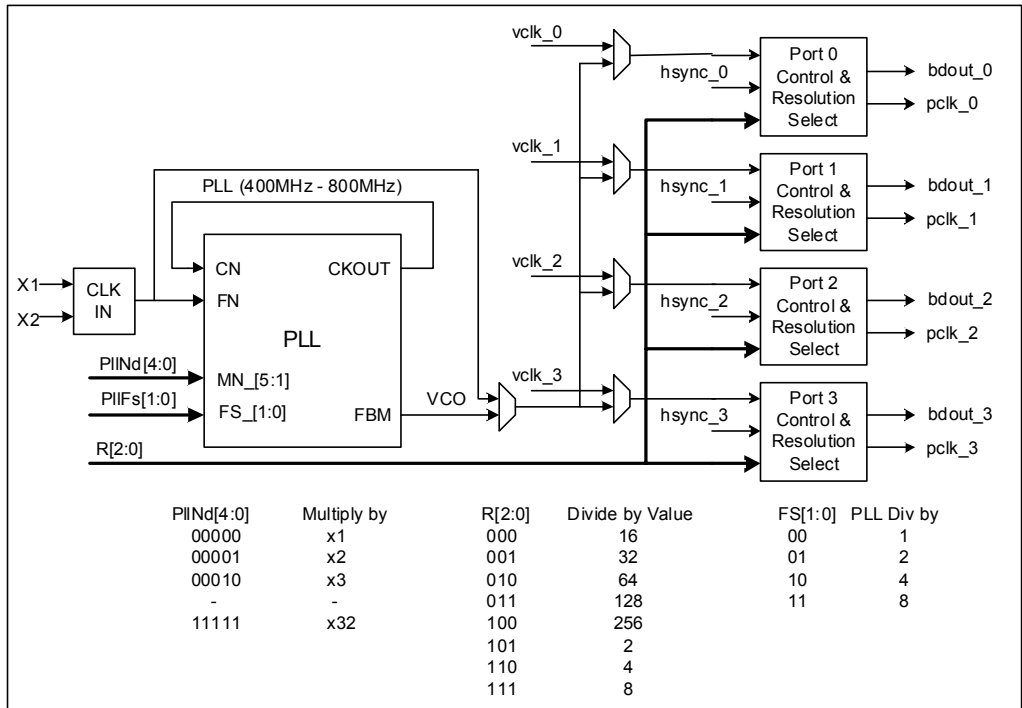 vclk_0
hsync_0
Port 0
Control &
Resolution
Select
bdout_0
pclk_0
vclk_1
hsync_1
Port 1
Control &
Resolution
Select
bdout_1
pclk_1
PLL (400MHz - 800MHz)
X1
X2
CLK
IN
CN
CKOUT
FN
PLL
MN_[5:1]
FS_[1:0]
FBM
PllNd[4:0]
PllFs[1:0]
R[2:0]
VCO
vclk_2
hsync_2
Port 2
Control &
Resolution
Select
bdout_2
pclk_2
vclk_3
hsync_3
Port 3
Control &
Resolution
Select
bdout_3
pclk_3
PllNd[4:0] Multiply by R[2:0] Divide by Value FS[1:0] PLL Div by
00000 x1 000 16 00 1
00001 x2 001 32 01 2
00010 x3 010 64 10 4
- - 011 128 11 8
11111 x32 100 256
101 2
110 4
111 8